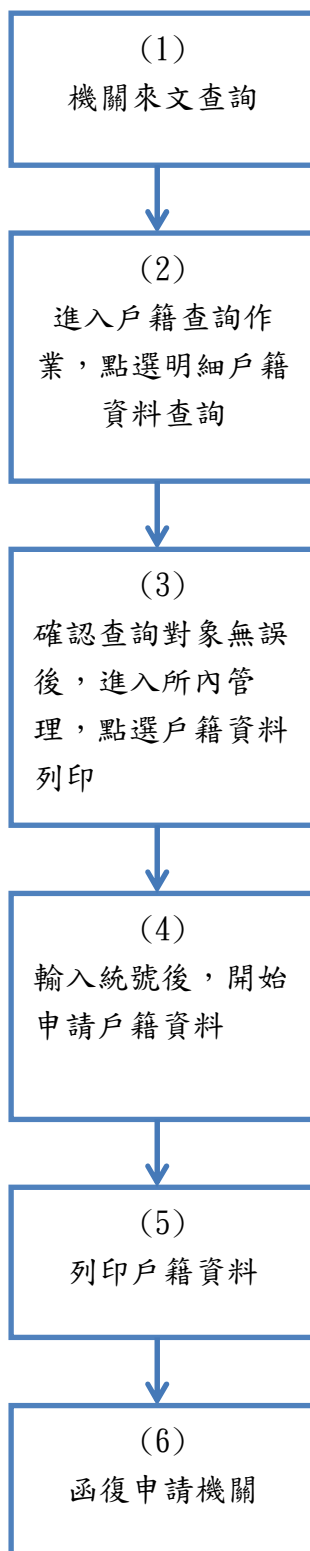 (1)
機關來文查詢
(2)
進入戶籍查詢作
業，點選明細戶籍
資料查詢
(3)
確認查詢對象無誤
後，進入所內管
理，點選戶籍資料
列印
(4)
輸入統號後，開始
申請戶籍資料
(5)
列印戶籍資料
(6)
函復申請機關